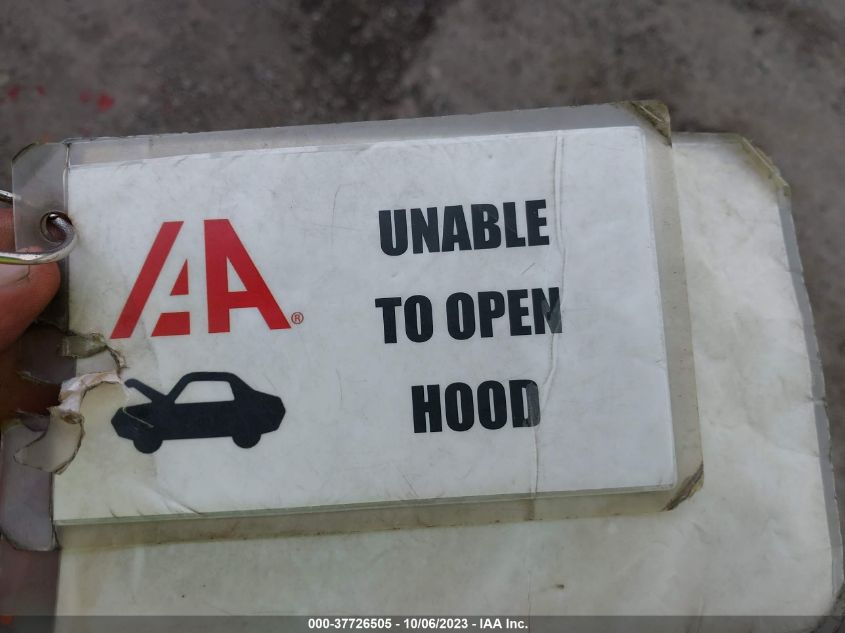 IAA®
UNABLE
TO OPEN
HOOD
000-37726505 - 10/06/2023 - IAA Inc.